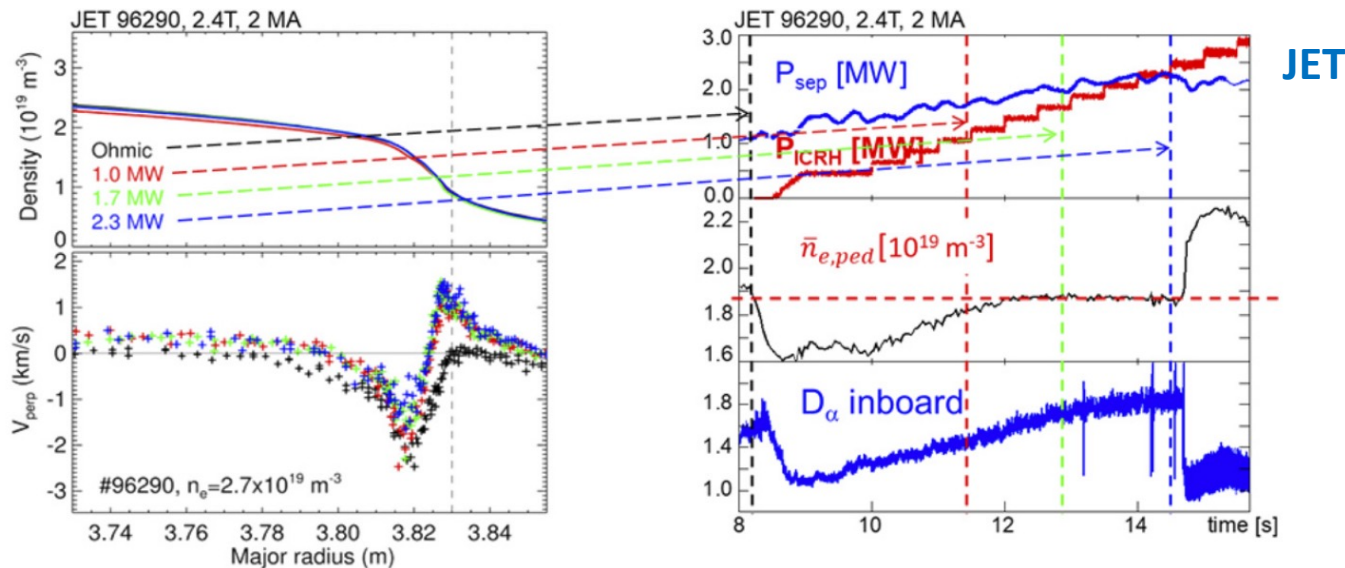 JET 96290, 2.4T, 2 MA
Density (10¹⁹ m⁻³)
3
2
1
0
Ohmic
1.0 MW
1.7 MW
2.3 MW
V_perp (km/s)
2
1
0
-1
-2
-3
#96290, n_e=2.7x10¹⁹ m⁻³
3.74 3.76 3.78 3.80 3.82 3.84
Major radius (m)
JET 96290, 2.4T, 2 MA
JET
3.0
2.0
1.0
0.0
P_sep [MW]
P_ICRH [MW]
2.2
2.0
1.8
1.6
n̄_e,ped [10¹⁹ m⁻³]
1.8
1.4
1.0
D_α inboard
8 10 12 14 time [s]